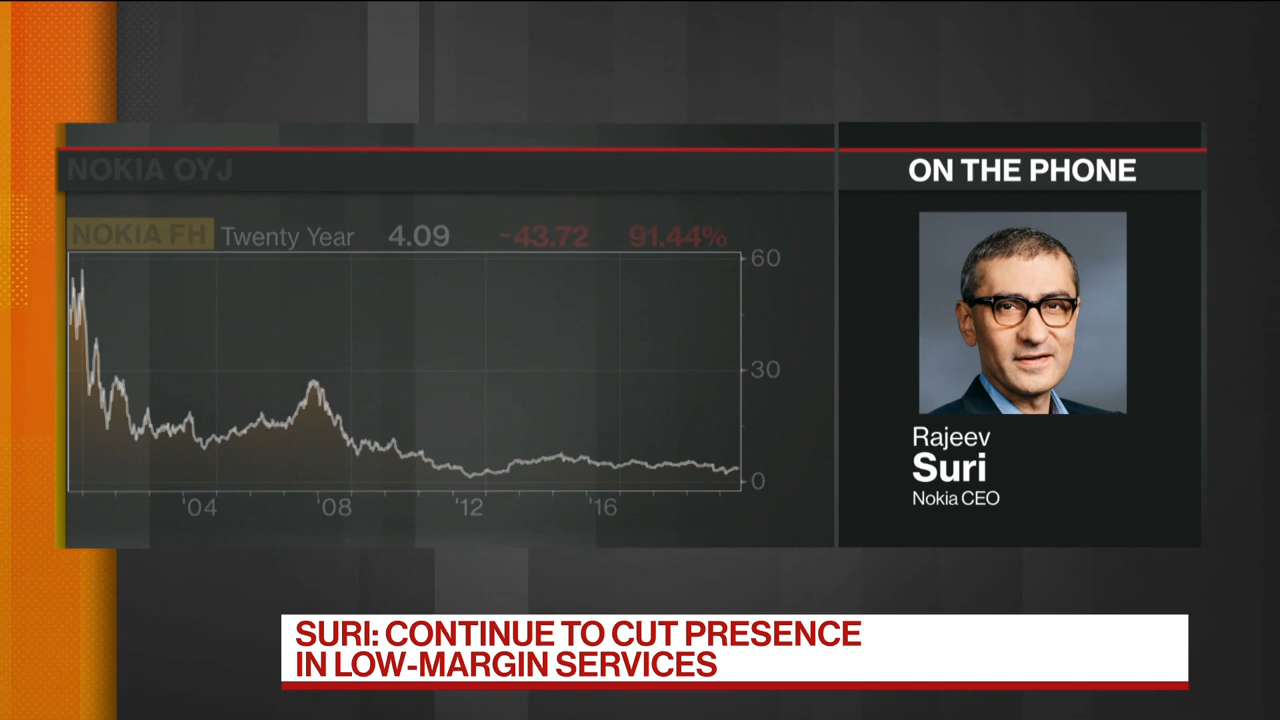 NOKIA OYJ
NOKIA FH Twenty Year 4.09 -43.72 91.44%
60
30
0
'04 '08 '12 '16
ON THE PHONE
Rajeev
Suri
Nokia CEO
SURI: CONTINUE TO CUT PRESENCE
IN LOW-MARGIN SERVICES